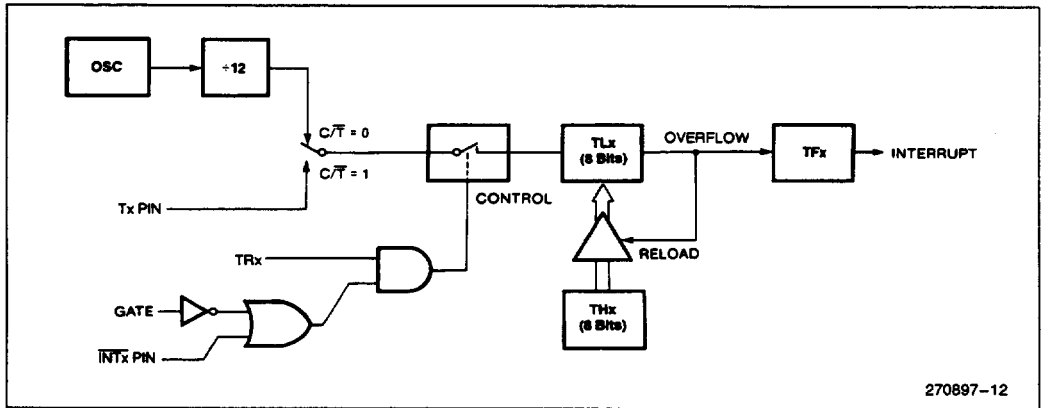 OSC
÷12
C/T̅ = 0
C/T̅ = 1
Tx PIN
CONTROL
TLx
(8 Bits)
OVERFLOW
TFx
INTERRUPT
RELOAD
TRx
GATE
I̅N̅T̅x̅ PIN
THx
(8 Bits)
270897–12